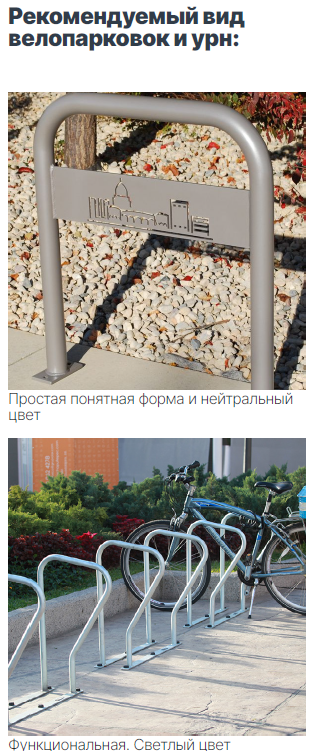 Рекомендуемый вид
велопарковок и урн:
Простая понятная форма и нейтральный
цвет
Функциональная. Светлый цвет